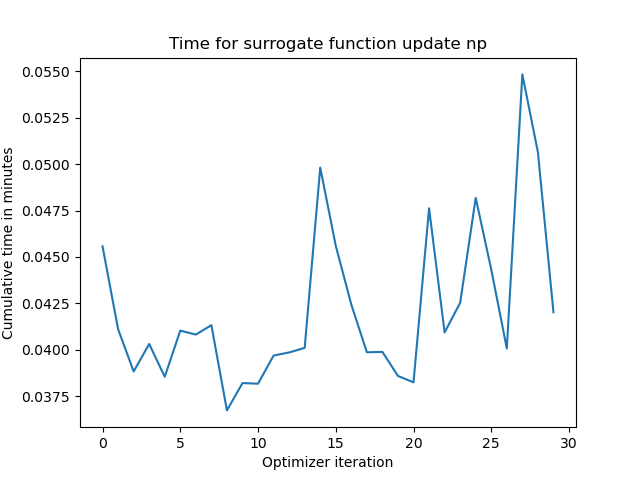 Time for surrogate function update np
0.0550
0.0525
0.0500
0.0475
0.0450
0.0425
0.0400
0.0375
Cumulative time in minutes
0 5 10 15 20 25 30
Optimizer iteration